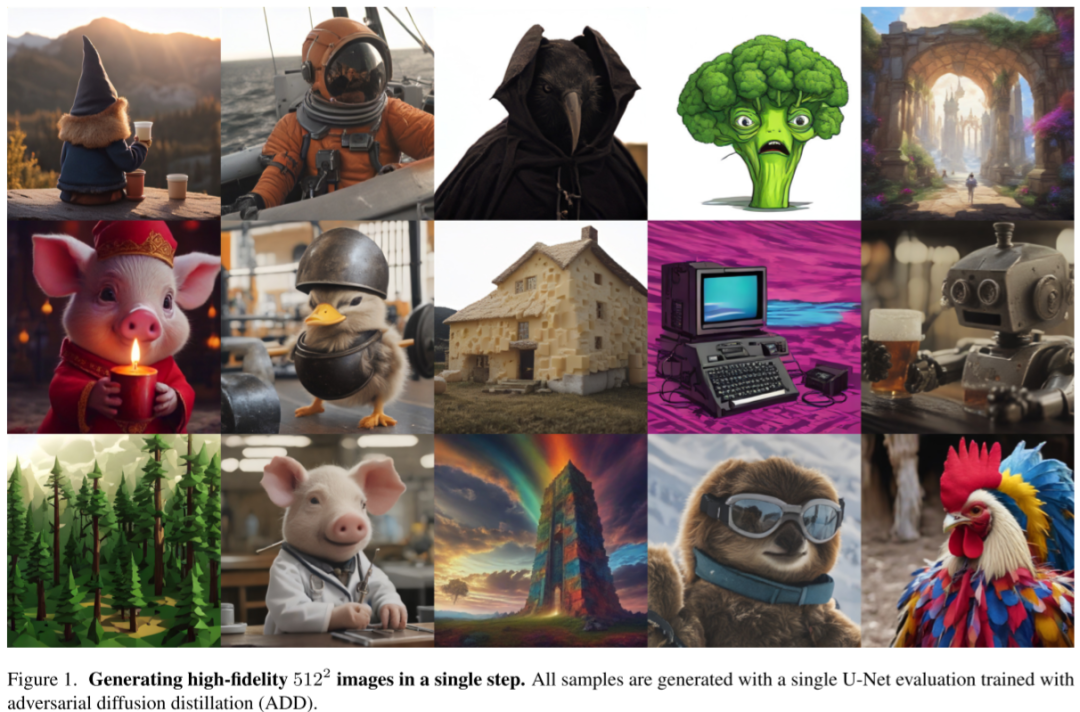 Figure 1. Generating high-fidelity 512² images in a single step. All samples are generated with a single U-Net evaluation trained with
adversarial diffusion distillation (ADD).